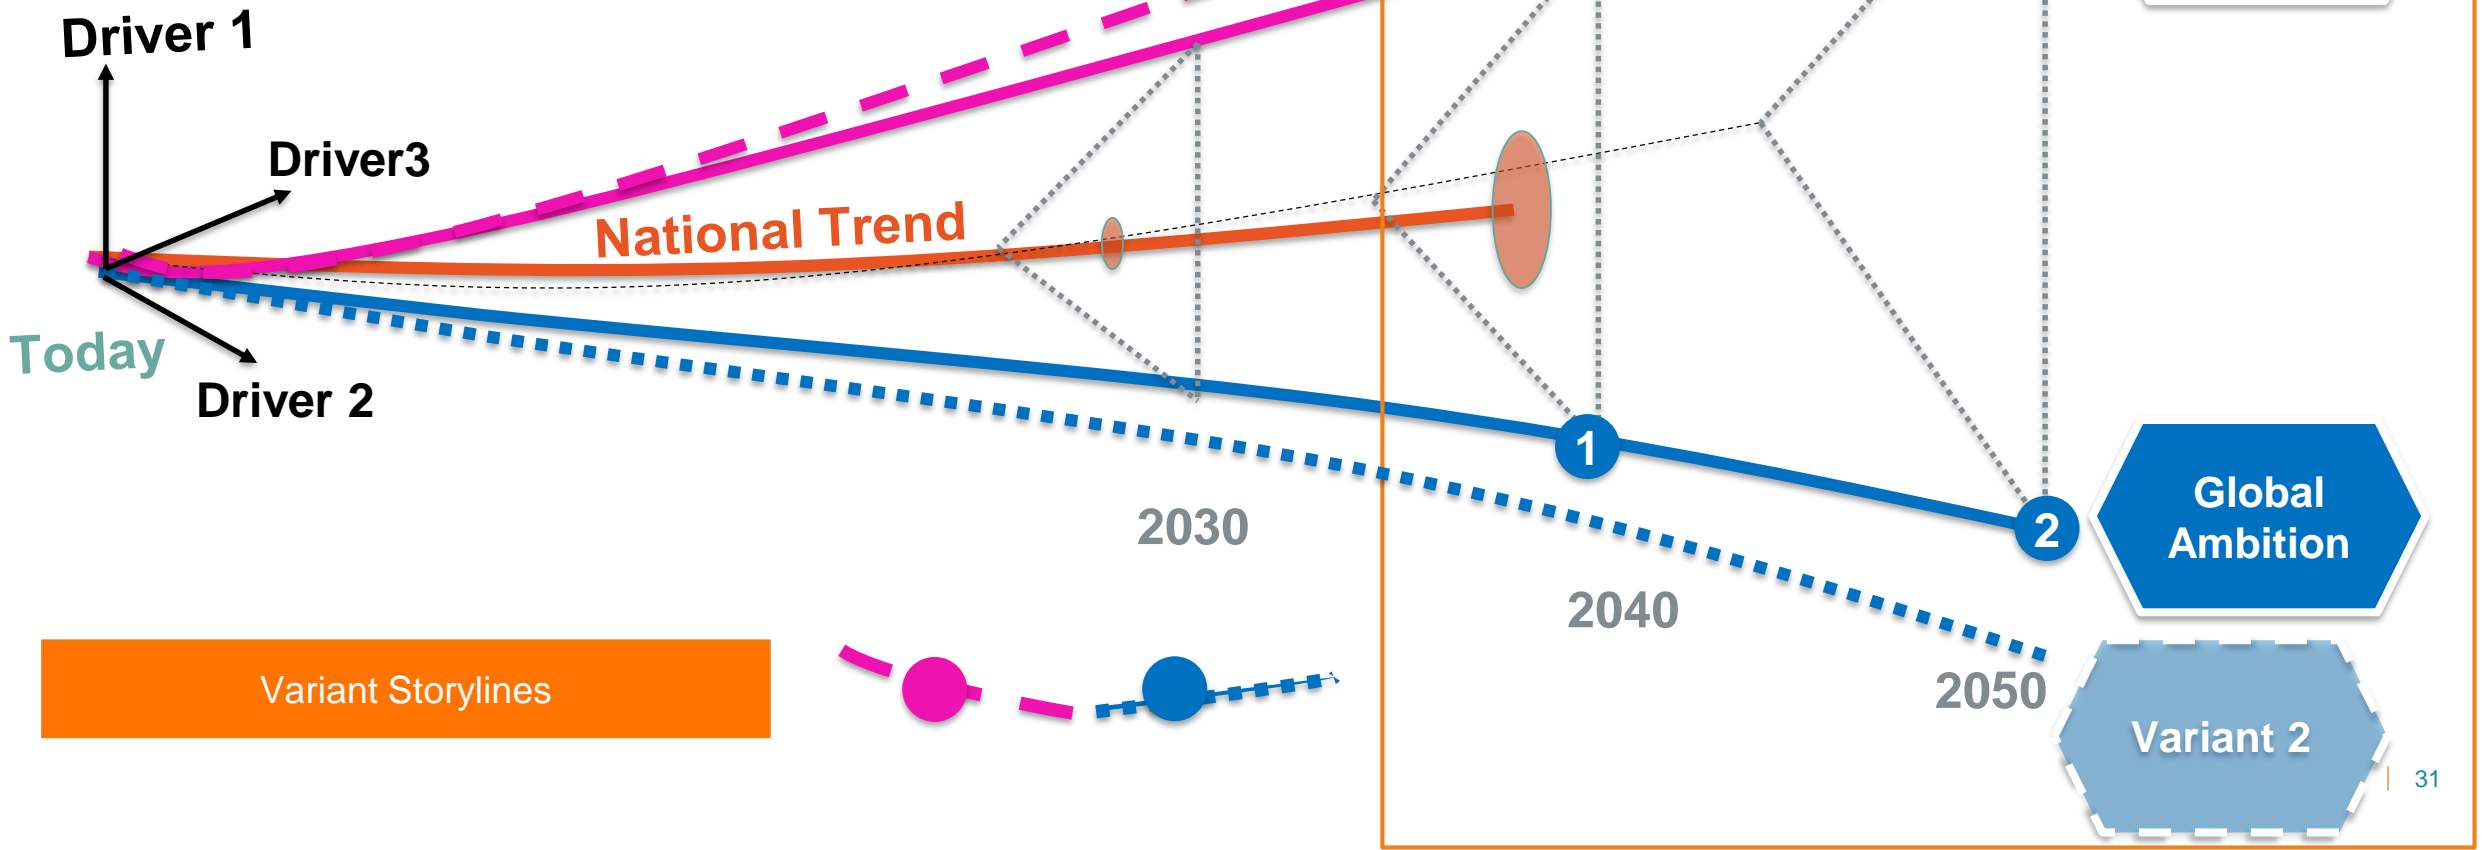 Driver 1
Driver3
National Trend
Today
Driver 2
1
2
Global
Ambition
2030
2040
2050
Variant Storylines
Variant 2
31